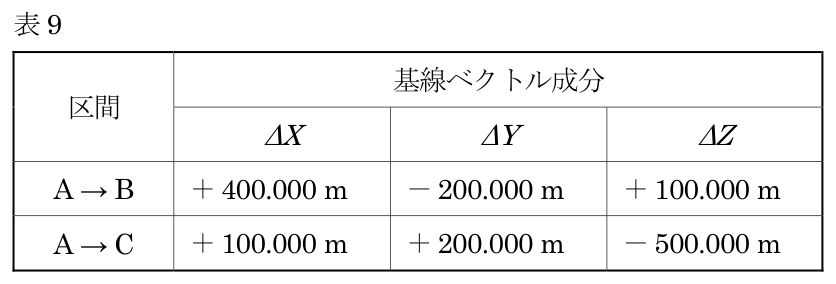 表 9
区間 基線ベクトル成分
ΔX ΔY ΔZ
A → B + 400.000 m − 200.000 m + 100.000 m
A → C + 100.000 m + 200.000 m − 500.000 m